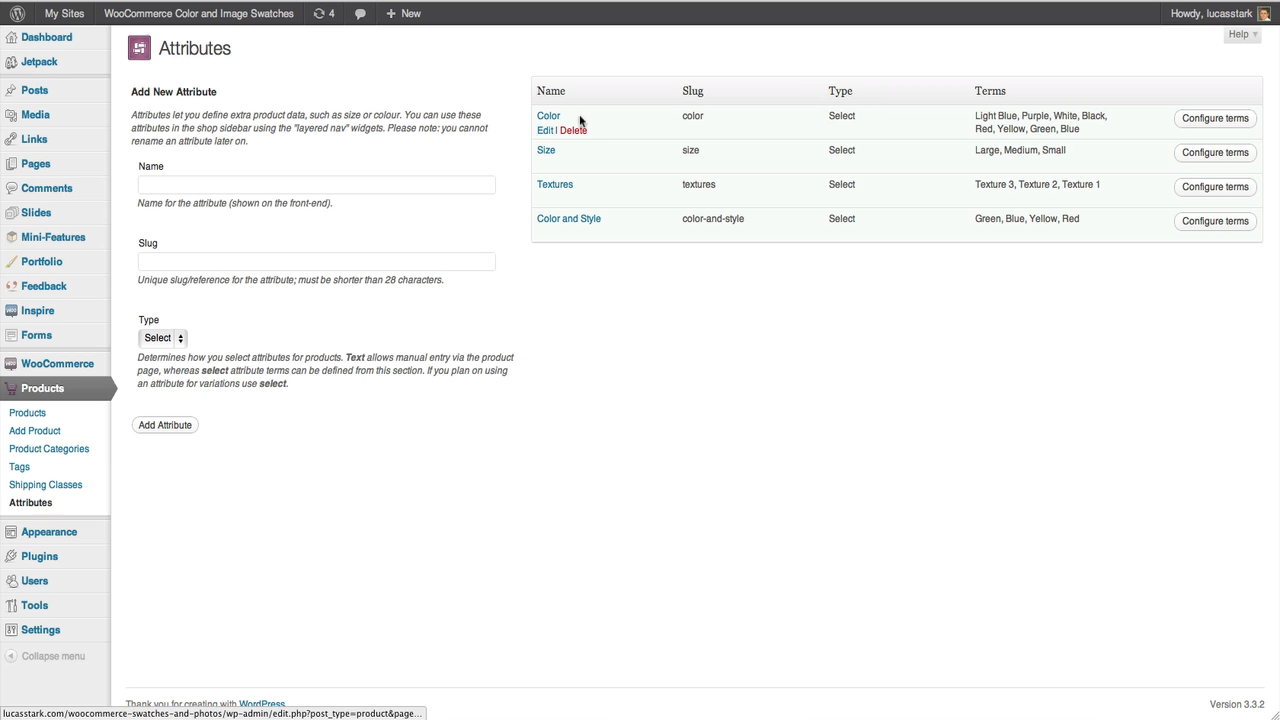 My Sites
WooCommerce Color and Image Swatches
4
New
Howdy, lucasstark
Help
Dashboard
Jetpack
Posts
Media
Links
Pages
Comments
Slides
Mini-Features
Portfolio
Feedback
Inspire
Forms
WooCommerce
Products
Products
Add Product
Product Categories
Tags
Shipping Classes
Attributes
Appearance
Plugins
Users
Tools
Settings
Collapse menu
Attributes
Add New Attribute
Attributes let you define extra product data, such as size or colour. You can use these
attributes in the shop sidebar using the "layered nav" widgets. Please note: you cannot
rename an attribute later on.
Name
Name for the attribute (shown on the front-end).
Slug
Unique slug/reference for the attribute; must be shorter than 28 characters.
Type
Select
Determines how you select attributes for products. Text allows manual entry via the product
page, whereas select attribute terms can be defined from this section. If you plan on using
an attribute for variations use select.
Add Attribute
Name Slug Type Terms
Color color Select Light Blue, Purple, White, Black,
Red, Yellow, Green, Blue
Configure terms
Edit | Delete
Size size Select Large, Medium, Small Configure terms
Textures textures Select Texture 3, Texture 2, Texture 1 Configure terms
Color and Style color-and-style Select Green, Blue, Yellow, Red Configure terms
Thank you for creating with WordPress
Version 3.3.2
lucasstark.com/woocommerce-swatches-and-photos/wp-admin/edit.php?post_type=product&page...